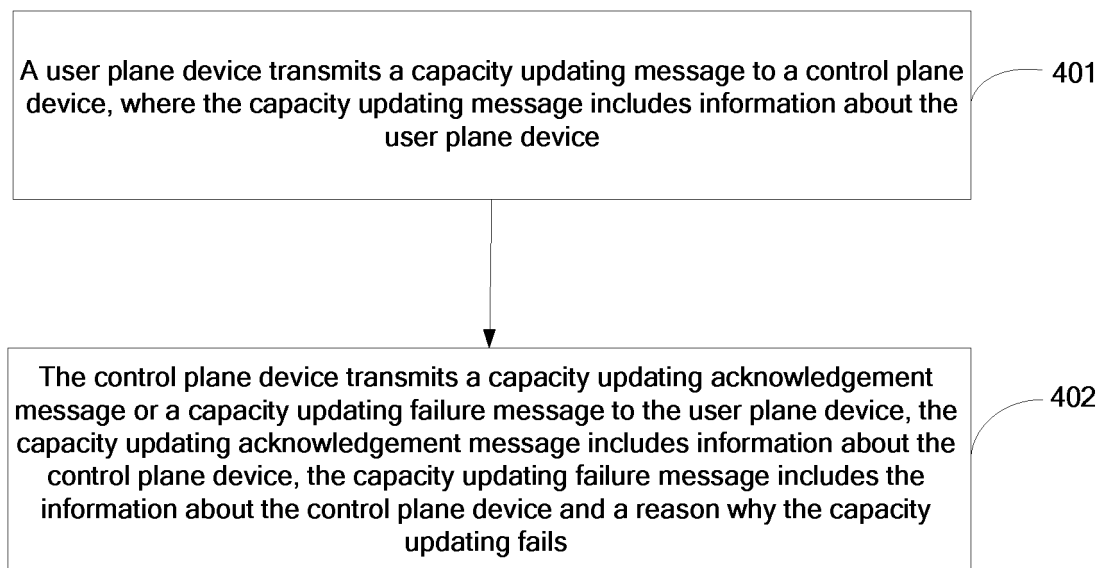 A user plane device transmits a capacity updating message to a control plane
device, where the capacity updating message includes information about the
user plane device
401
The control plane device transmits a capacity updating acknowledgement
message or a capacity updating failure message to the user plane device, the
capacity updating acknowledgement message includes information about the
control plane device, the capacity updating failure message includes the
information about the control plane device and a reason why the capacity
updating fails
402